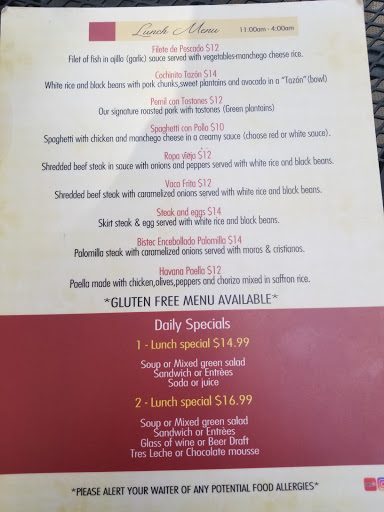 Lunch Menu 11:00am - 4:00am
Filete de Pescado $12
Filet of fish in ajillo (garlic) sauce served with vegetables-manchego cheese rice.
Cochinito Tazón $14
White rice and black beans with pork chunks,sweet plantains and avocado in a "Tazón"(bowl)
Pernil con Tostones $12
Our signature roasted pork with tostones (Green plantains)
Spaghetti con Pollo $10
Spaghetti with chicken and manchego cheese in a creamy sauce (choose red or white sauce).
Ropa vieja $12
Shredded beef steak in sauce with onions and peppers served with white rice and black beans.
Vaca Frita $12
Shredded beef steak with caramelized onions served with white rice and black beans.
Steak and eggs $14
Skirt steak & egg served with white rice and black beans.
Bistec Encebollado Palomilla $14
Palomilla steak with caramelized onions served with moros & cristianos.
Havana Paella $12
Paella made with chicken,olives,peppers and chorizo mixed in saffron rice.
*GLUTEN FREE MENU AVAILABLE*
Daily Specials
1 - Lunch special $14.99
Soup or Mixed green salad
Sandwich or Entrèes
Soda or juice
2 - Lunch special $16.99
Soup or Mixed green salad
Sandwich or Entrèes
Glass of wine or Beer Draft
Tres Leche or Chocolate mousse
*PLEASE ALERT YOUR WAITER OF ANY POTENTIAL FOOD ALLERGIES*